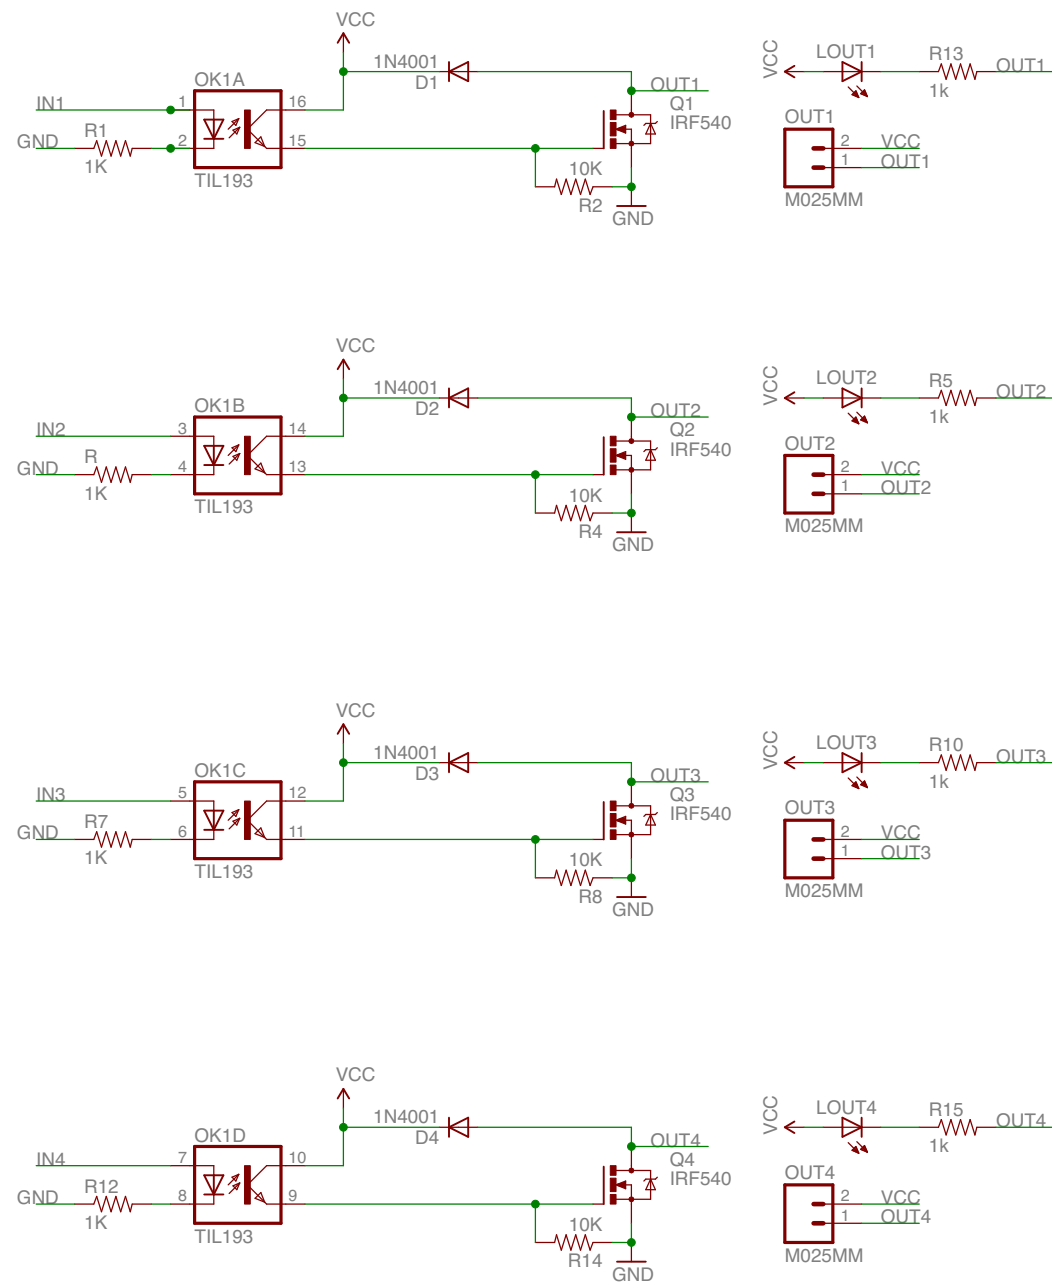 VCC
1N4001
D1
OK1A
IN1
1
16
GND
R1
1K
2
15
TIL193
OUT1
Q1
IRF540
10K
R2
GND
VCC
LOUT1
R13
1k
OUT1
OUT1
2
VCC
1
OUT1
M025MM
VCC
1N4001
D2
OK1B
IN2
3
14
GND
R
1K
4
13
TIL193
OUT2
Q2
IRF540
10K
R4
GND
VCC
LOUT2
R5
1k
OUT2
OUT2
2
VCC
1
OUT2
M025MM
VCC
1N4001
D3
OK1C
IN3
5
12
GND
R7
1K
6
11
TIL193
OUT3
Q3
IRF540
10K
R8
GND
VCC
LOUT3
R10
1k
OUT3
OUT3
2
VCC
1
OUT3
M025MM
VCC
1N4001
D4
OK1D
IN4
7
10
GND
R12
1K
8
9
TIL193
OUT4
Q4
IRF540
10K
R14
GND
VCC
LOUT4
R15
1k
OUT4
OUT4
2
VCC
1
OUT4
M025MM